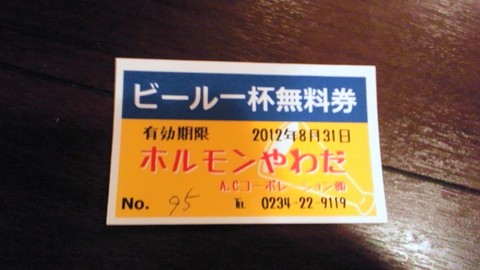 ビール一杯無料券
有効期限 2012年8月31日
ホルモンやわだ
A.Cコーポレーション㈱
No. 95 ℡ 0234-22-9119